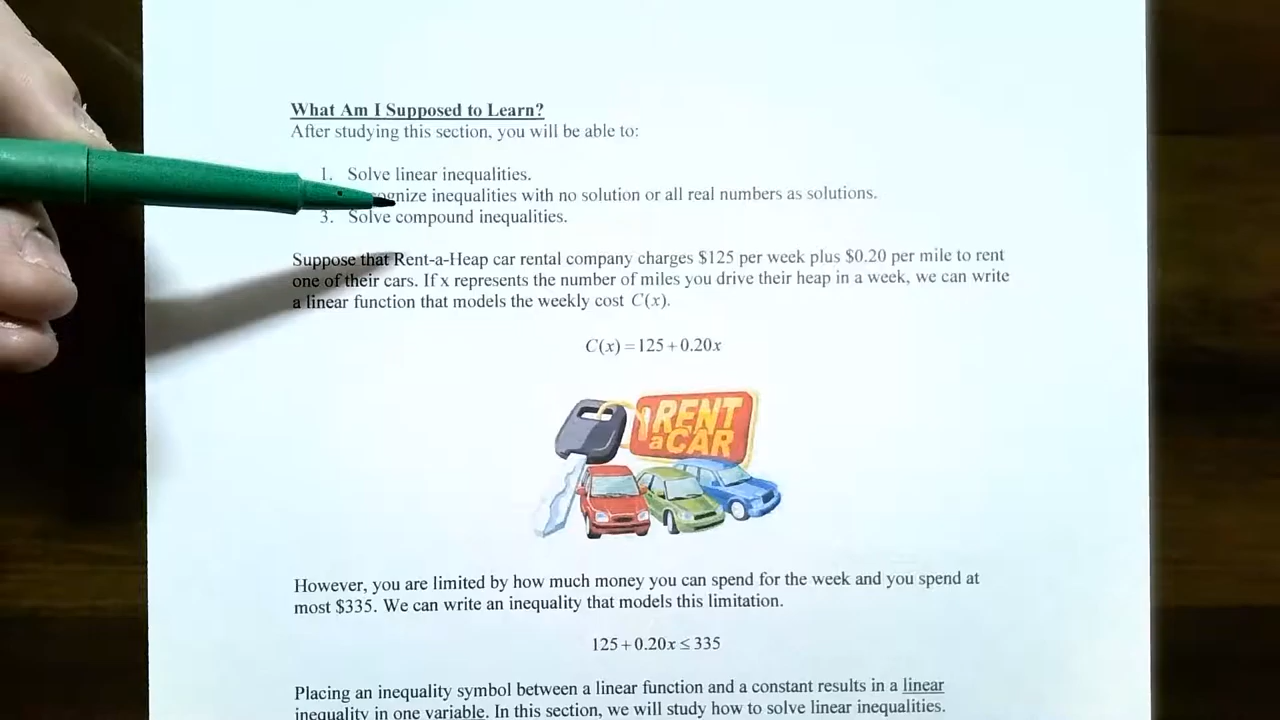 What Am I Supposed to Learn?
After studying this section, you will be able to:
1. Solve linear inequalities.
inequalities with no solution or all real numbers as solutions.
3. Solve compound inequalities.
Suppose that Rent-a-Heap car rental company charges $125 per week plus $0.20 per mile to rent
one of their cars. If x represents the number of miles you drive their heap in a week, we can write
a linear function that models the weekly cost C(x).
C(x) = 125 + 0.20x
RENT
a CAR
However, you are limited by how much money you can spend for the week and you spend at
most $335. We can write an inequality that models this limitation.
125 + 0.20x ≤ 335
Placing an inequality symbol between a linear function and a constant results in a linear
inequality in one variable. In this section, we will study how to solve linear inequalities.